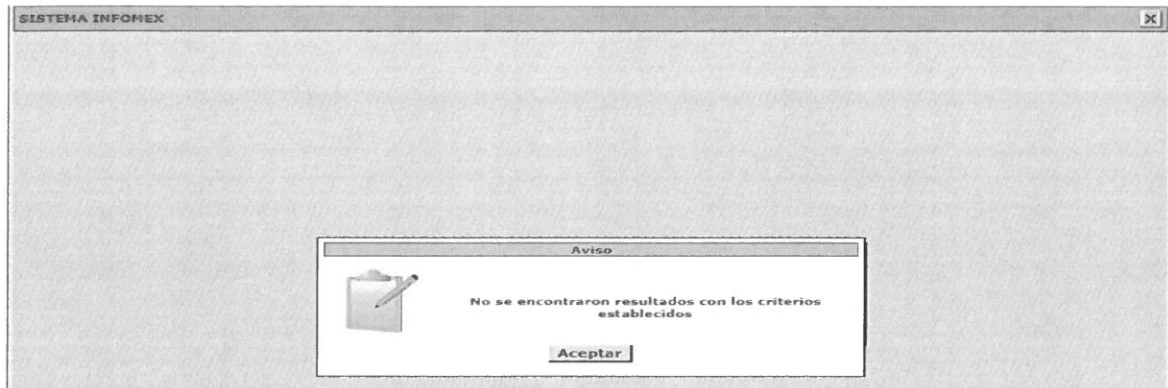 SISTEMA INFOMEX
X
Aviso
No se encontraron resultados con los criterios
establecidos
Aceptar